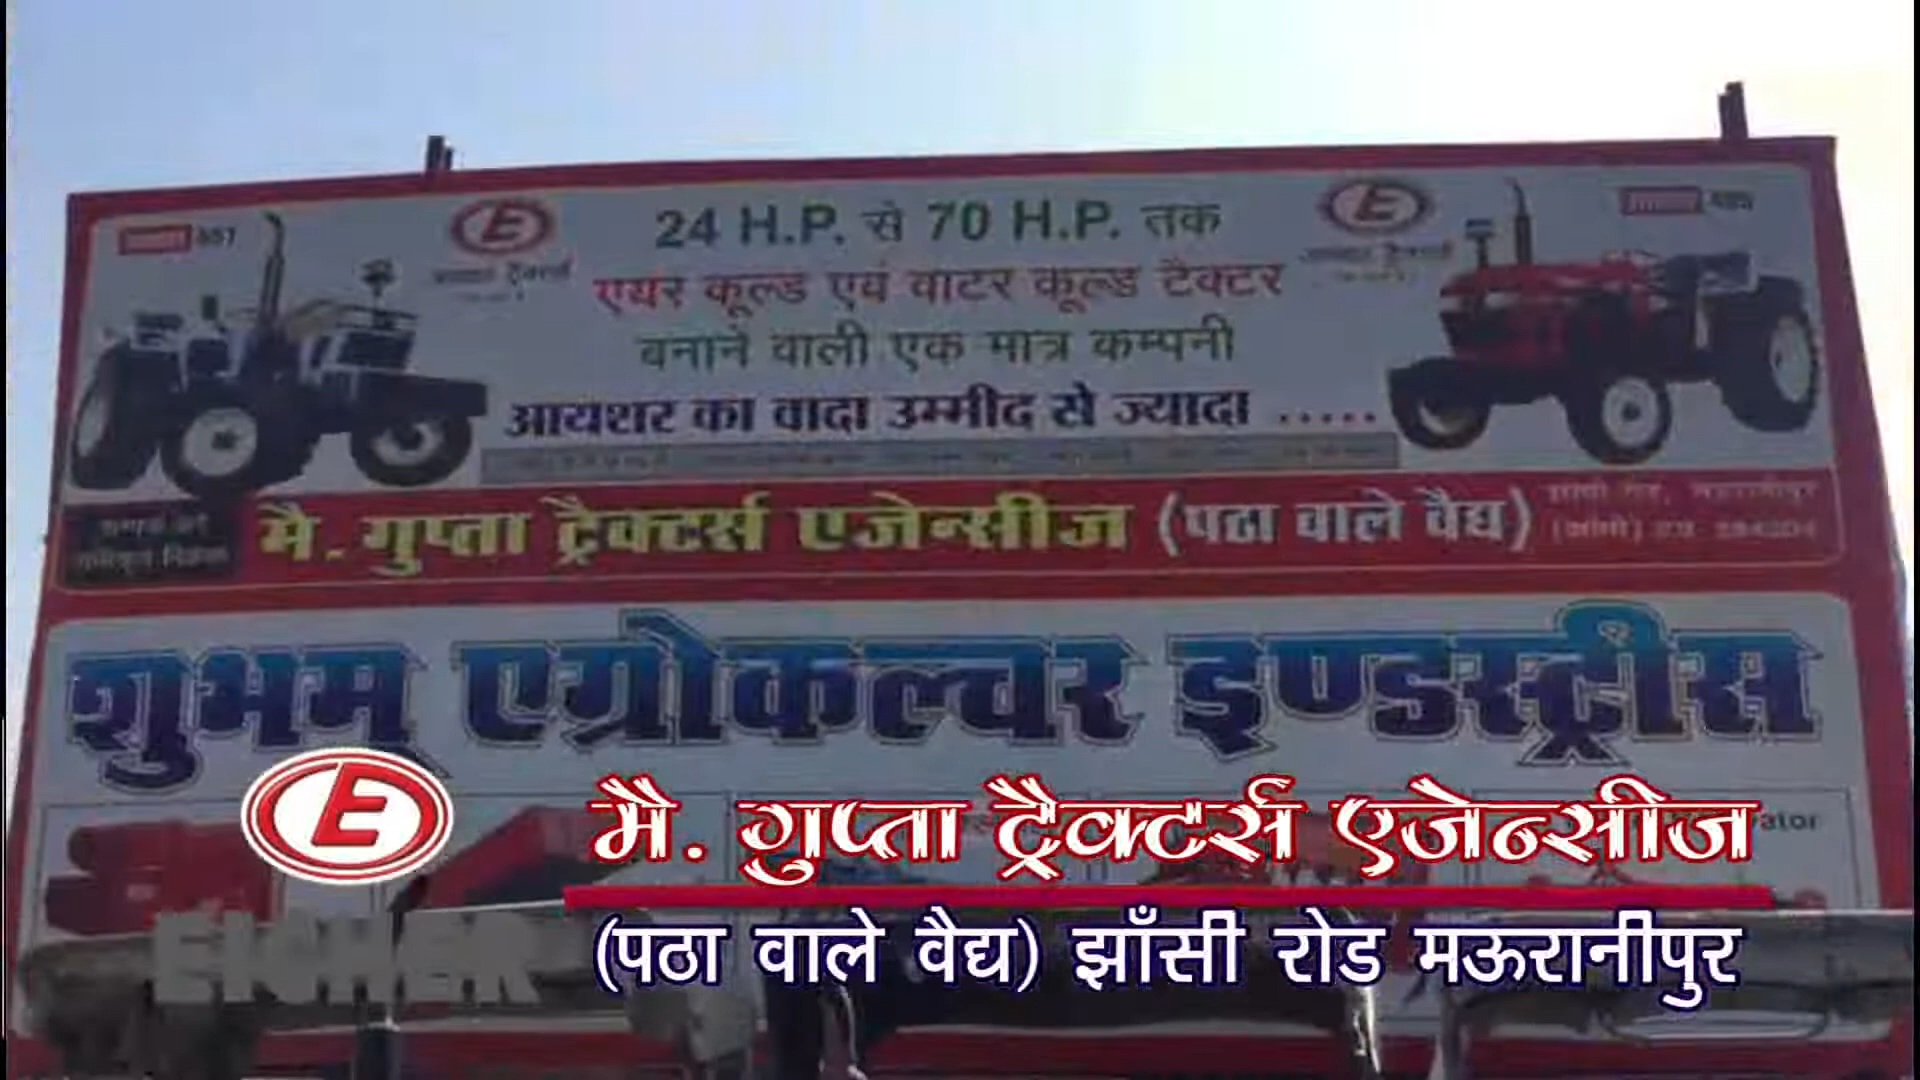 24 H.P. से 70 H.P. तक
एयर कूल्ड एवं वाटर कूल्ड टैक्टर
बनाने वाली एक मात्र कम्पनी
आयशर का वादा उम्मीद से ज्यादा .....
मै. गुप्ता ट्रैक्टर्स एजेन्सीज (पठा वाले वैद्य)
शुभम एग्रोकल्चर इण्डस्ट्रीस
E मै. गुप्ता ट्रैक्टर्स एजेन्सीज
EICHER (पठा वाले वैद्य) झाँसी रोड मऊरानीपुर